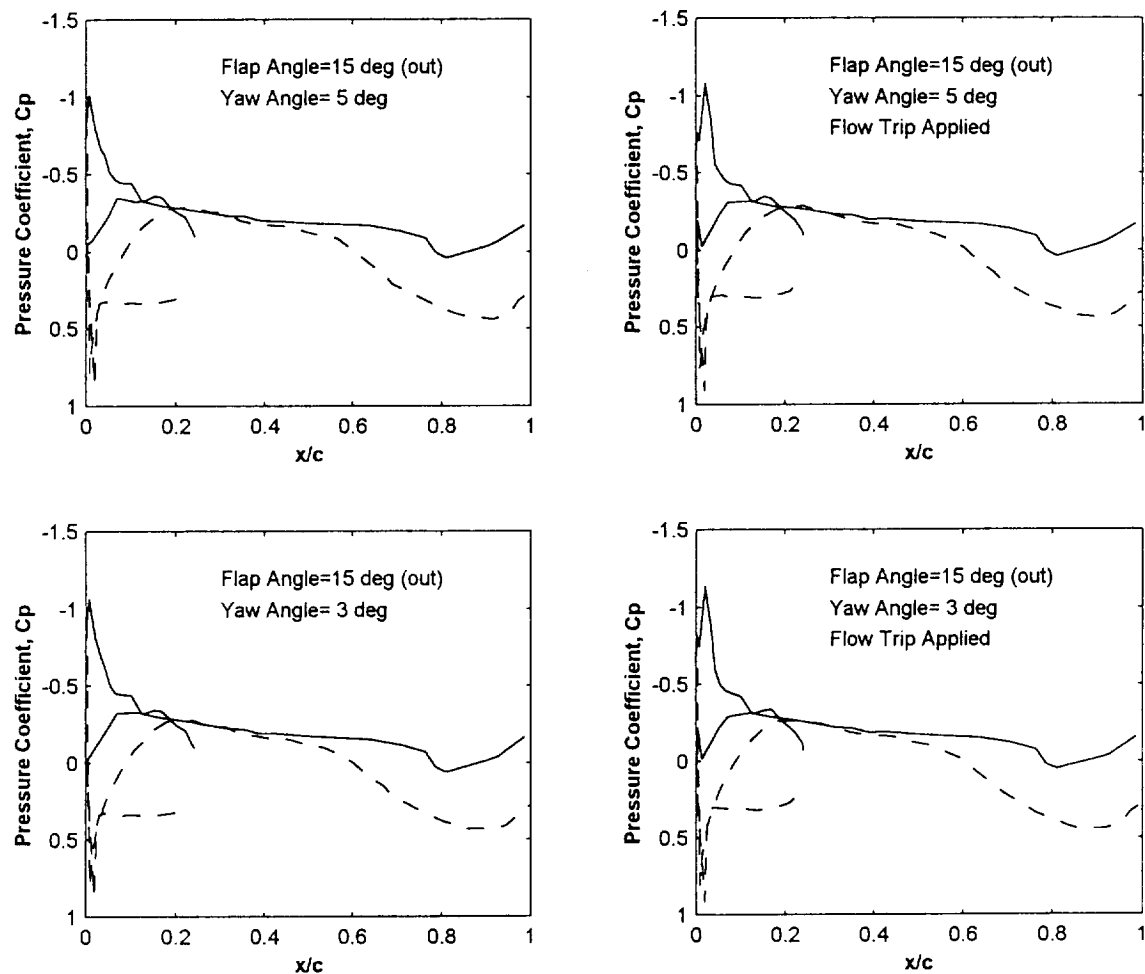 -1.5
-1
-0.5
0
0.5
1
Pressure Coefficient, Cp
Flap Angle=15 deg (out)
Yaw Angle= 5 deg
0 0.2 0.4 0.6 0.8 1
x/c
-1.5
-1
-0.5
0
0.5
1
Pressure Coefficient, Cp
Flap Angle=15 deg (out)
Yaw Angle= 5 deg
Flow Trip Applied
0 0.2 0.4 0.6 0.8 1
x/c
-1.5
-1
-0.5
0
0.5
1
Pressure Coefficient, Cp
Flap Angle=15 deg (out)
Yaw Angle= 3 deg
0 0.2 0.4 0.6 0.8 1
x/c
-1.5
-1
-0.5
0
0.5
1
Pressure Coefficient, Cp
Flap Angle=15 deg (out)
Yaw Angle= 3 deg
Flow Trip Applied
0 0.2 0.4 0.6 0.8 1
x/c